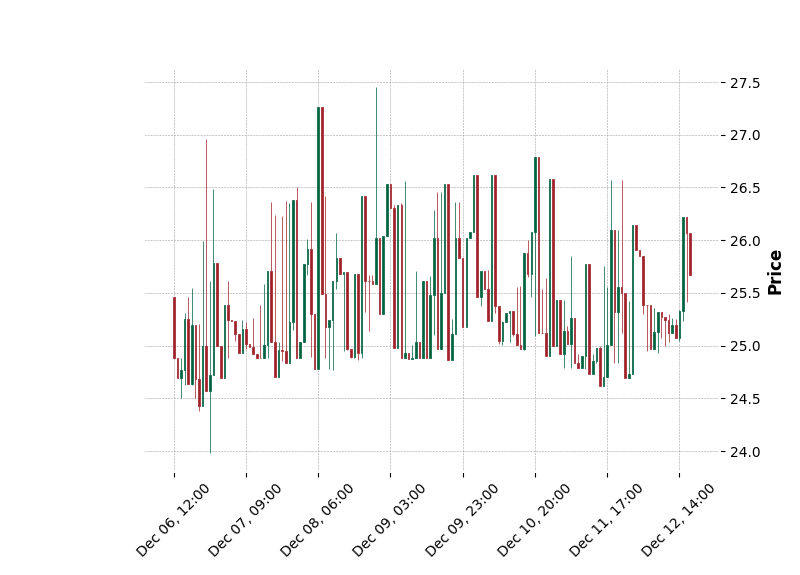 27.5
27.0
26.5
26.0
25.5
25.0
24.5
24.0
Price
Dec 06, 12:00
Dec 07, 09:00
Dec 08, 06:00
Dec 09, 03:00
Dec 09, 23:00
Dec 10, 20:00
Dec 11, 17:00
Dec 12, 14:00